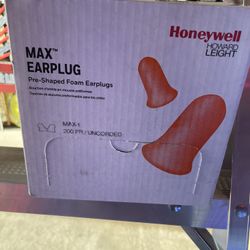 Honeywell
HOWARD
LEIGHT
MAX™
EARPLUG
Pre-Shaped Foam Earplugs
MAX-1
200 PR / UNCORDED